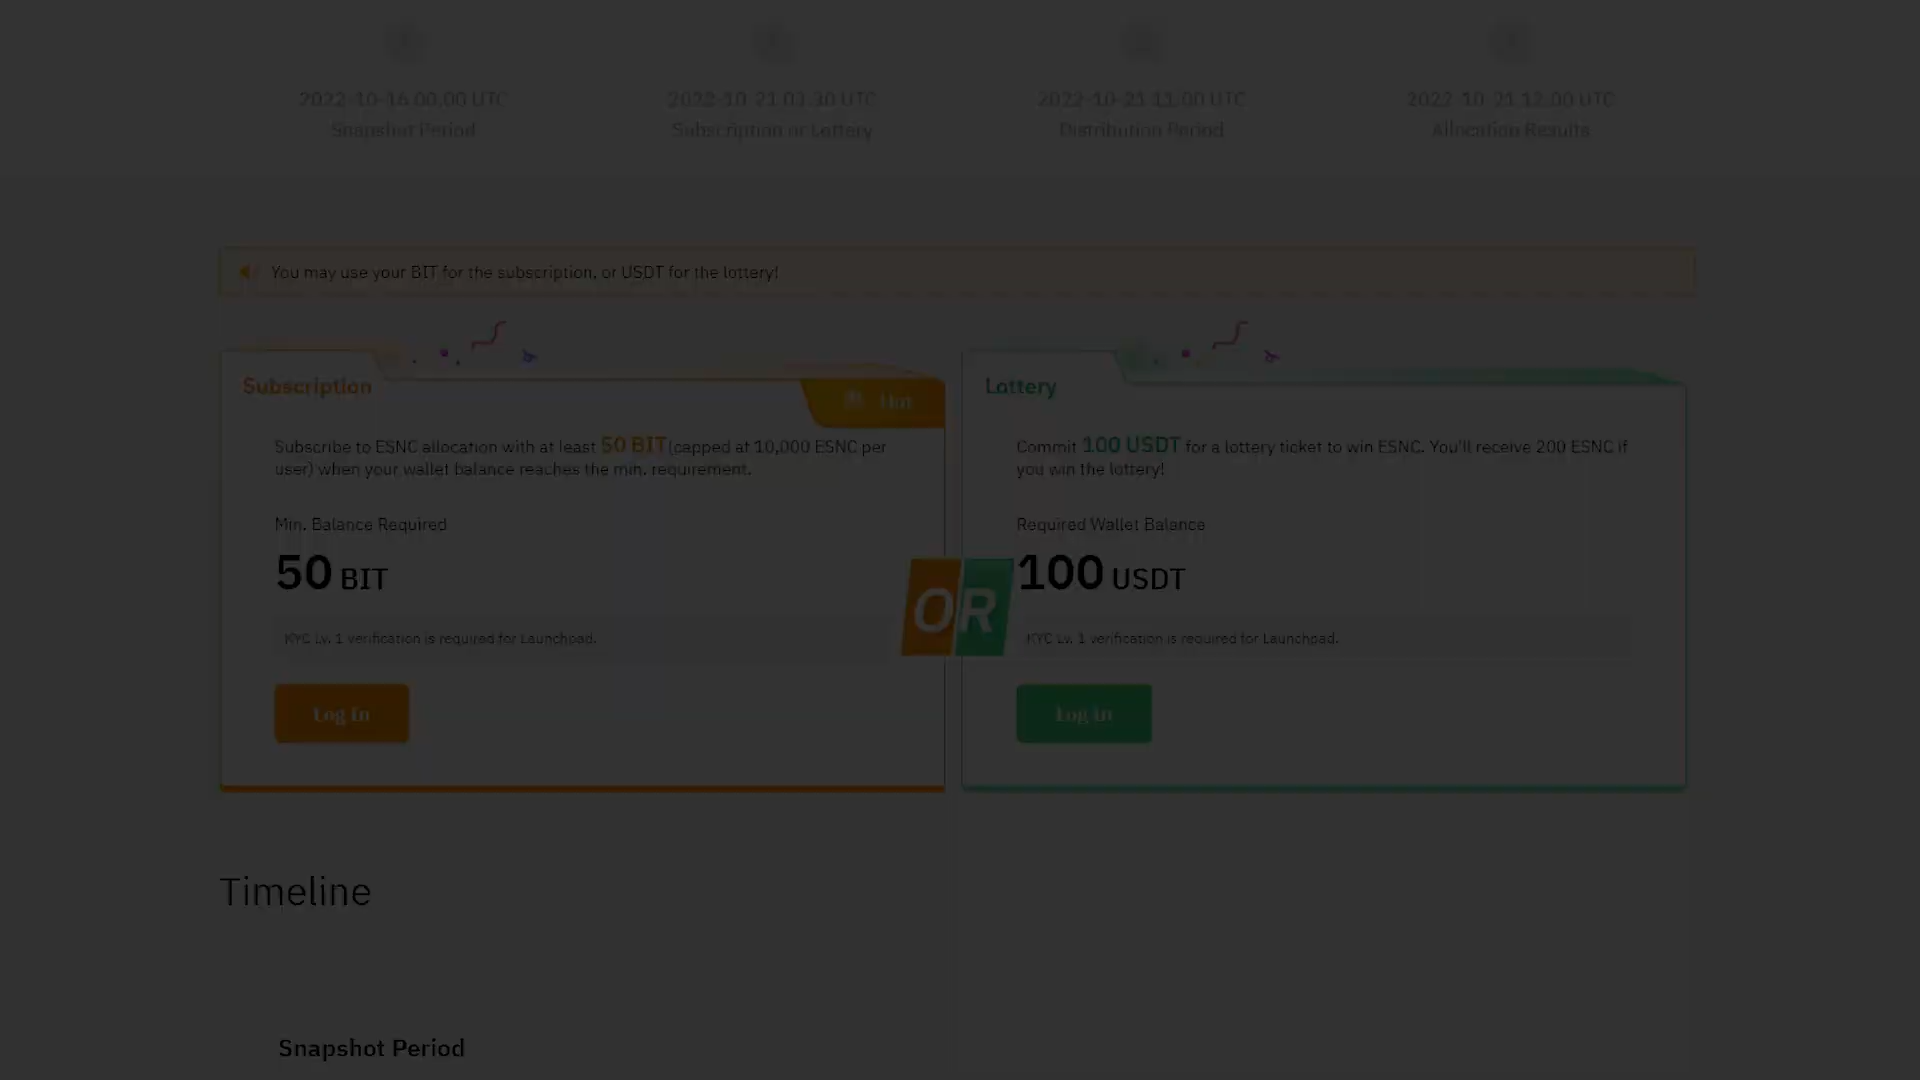 2022-10-16 00:00 UTC
Snapshot Period
2022-10-21 03:30 UTC
Subscription or Lottery
2022-10-21 11:00 UTC
Distribution Period
2022-10-21 12:00 UTC
Allocation Results
You may use your BIT for the subscription, or USDT for the lottery!
Subscription
Hot
Subscribe to ESNC allocation with at least 50 BIT(capped at 10,000 ESNC per
user) when your wallet balance reaches the min. requirement.
Min. Balance Required
50 BIT
KYC Lv. 1 verification is required for Launchpad.
Log In
OR
Lottery
Commit 100 USDT for a lottery ticket to win ESNC. You'll receive 200 ESNC if
you win the lottery!
Required Wallet Balance
100 USDT
KYC Lv. 1 verification is required for Launchpad.
Log In
Timeline
Snapshot Period